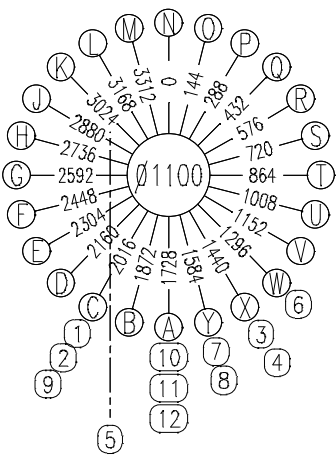 N
O
P
Q
R
S
T
U
V
W
X
Y
A
B
C
D
E
F
G
H
J
K
L
M
0
144
288
432
576
720
864
1008
1152
1296
1440
1584
1728
1872
2016
2160
2304
2448
2592
2736
2880
3024
3168
3312
Ø1100
6
3
4
7
8
10
11
12
1
2
9
5